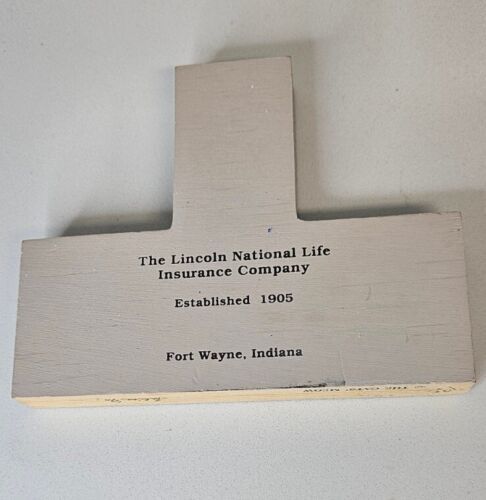 The Lincoln National Life
Insurance Company
Established 1905
Fort Wayne, Indiana